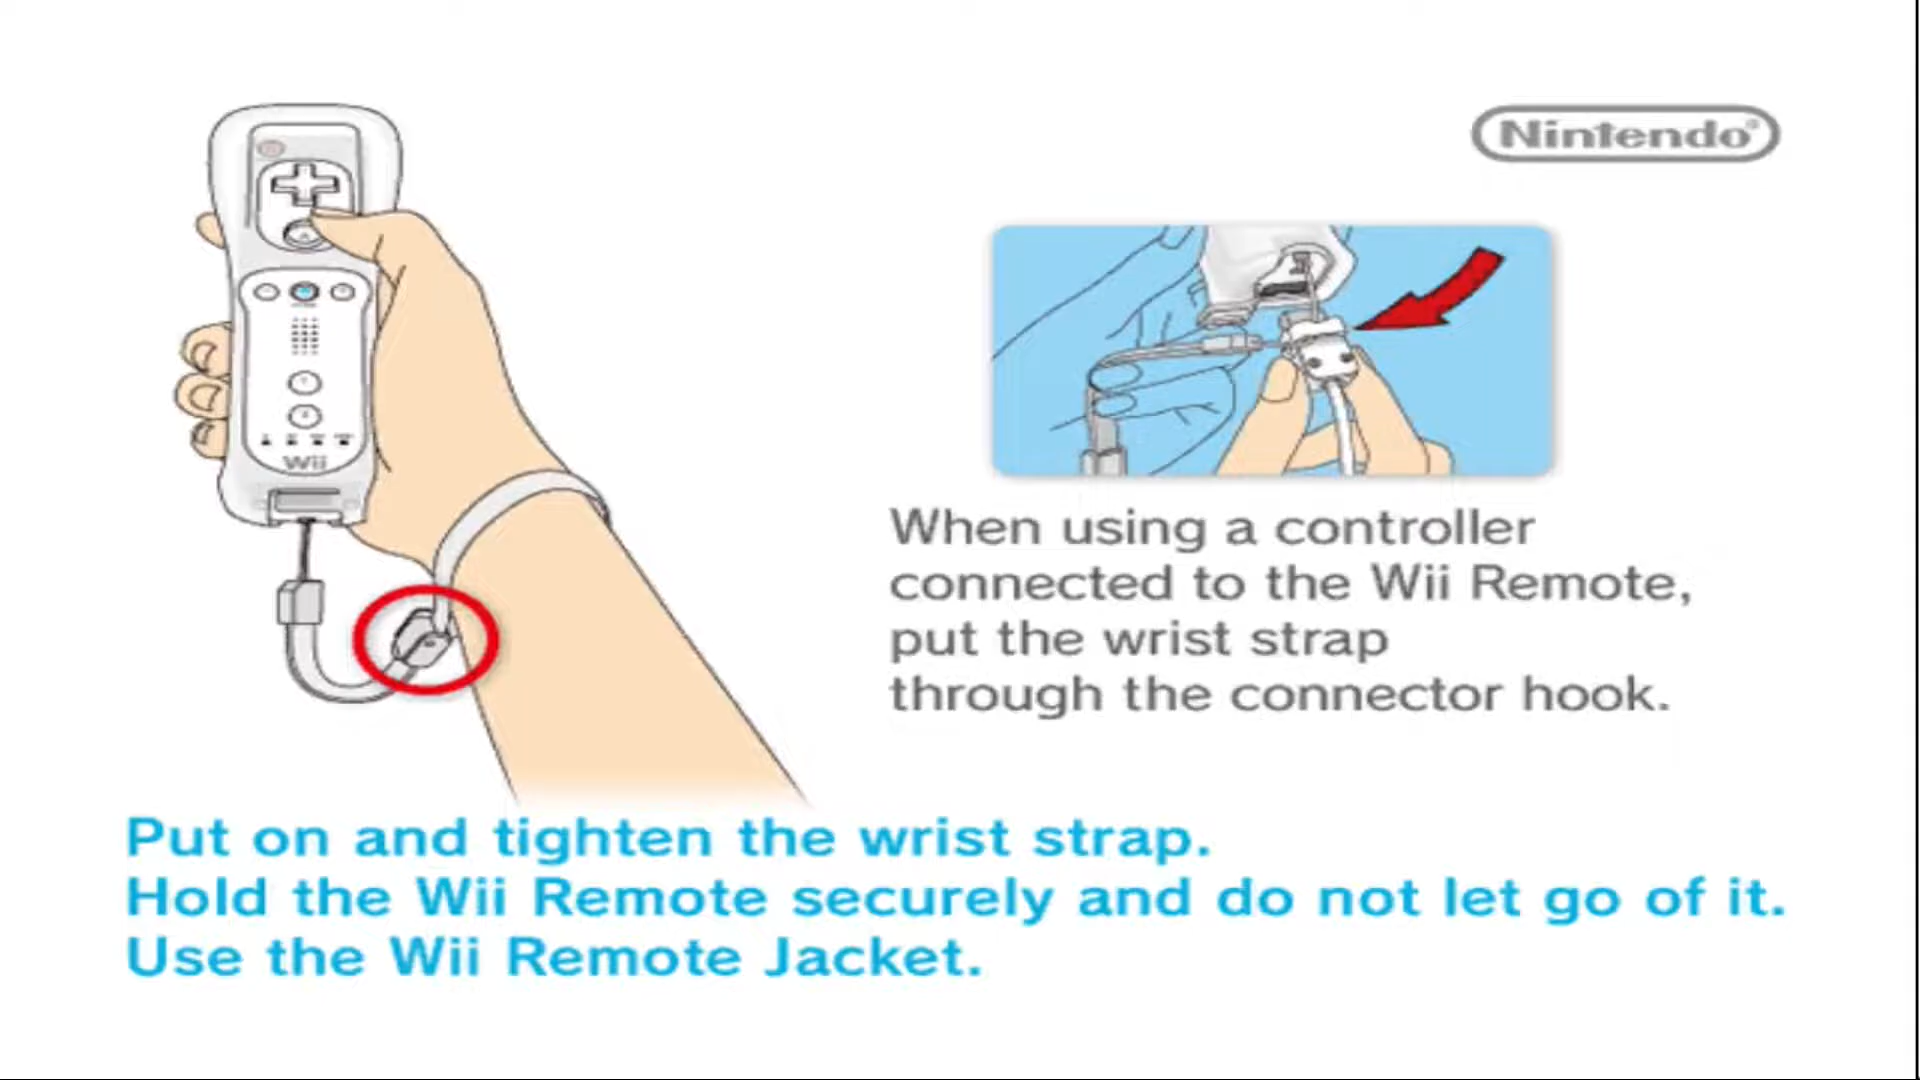 Nintendo®
Wii
When using a controller
connected to the Wii Remote,
put the wrist strap
through the connector hook.
Put on and tighten the wrist strap.
Hold the Wii Remote securely and do not let go of it.
Use the Wii Remote Jacket.